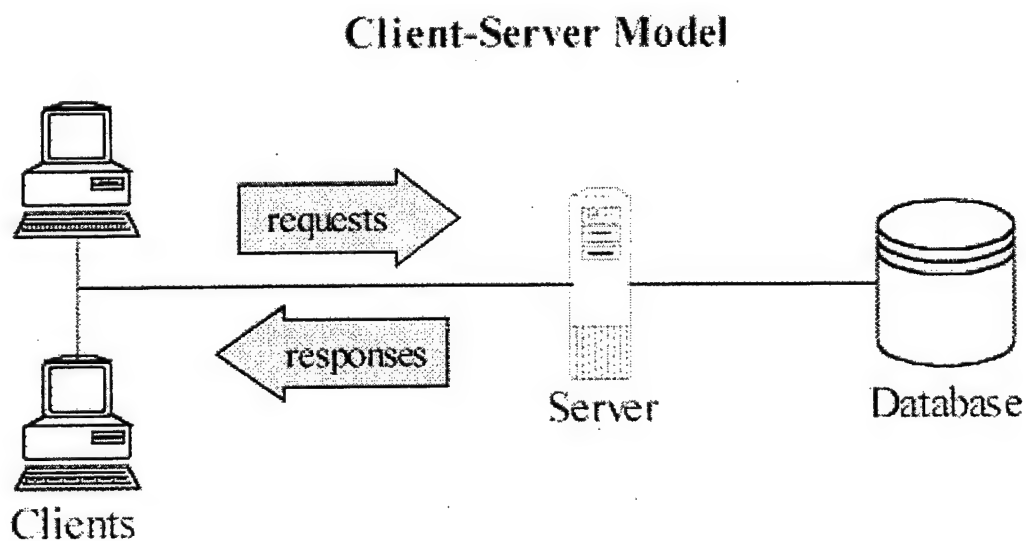 Client-Server Model
requests
responses
Server
Database
Clients